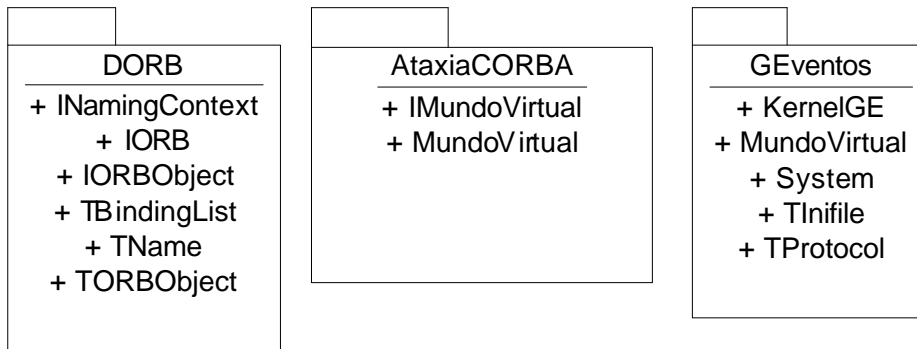 DORB
+ INamingContext
+ IORB
+ IORBObject
+ TBindingList
+ TName
+ TORBObject
AtaxiaCORBA
+ IMundoVirtual
+ MundoVirtual
GEventos
+ KernelGE
+ MundoVirtual
+ System
+ TInifile
+ TProtocol